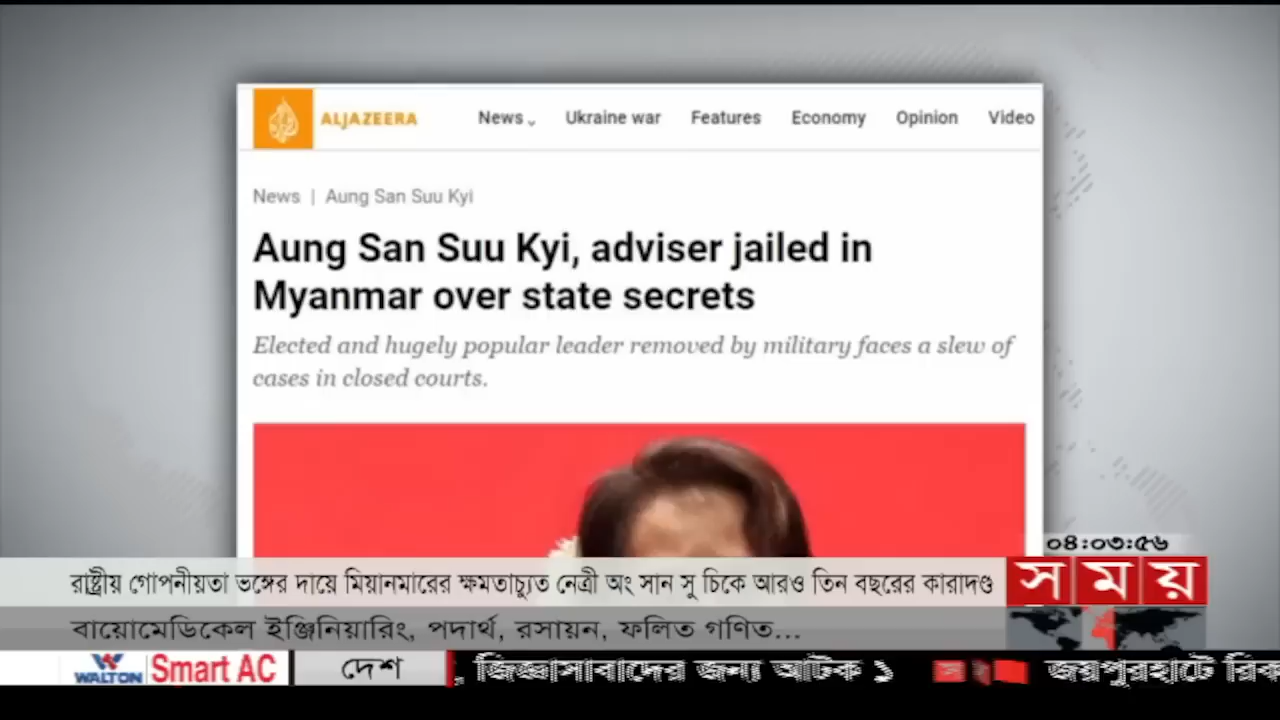 ALJAZEERA
News Ukraine war Features Economy Opinion Video
News | Aung San Suu Kyi
Aung San Suu Kyi, adviser jailed in
Myanmar over state secrets
Elected and hugely popular leader removed by military faces a slew of
cases in closed courts.
০৪:০৩:৫৬
রাষ্ট্রীয় গোপনীয়তা ভঙ্গের দায়ে মিয়ানমারের ক্ষমতাচ্যুত নেত্রী অং সান সু চিকে আরও তিন বছরের কারাদণ্ড
সময়
বায়োমেডিকেল ইঞ্জিনিয়ারিং, পদার্থ, রসায়ন, ফলিত গণিত...
WALTON Smart AC দেশ জিজ্ঞাসাবাদের জন্য আটক ১ জয়পুরহাটে রিক